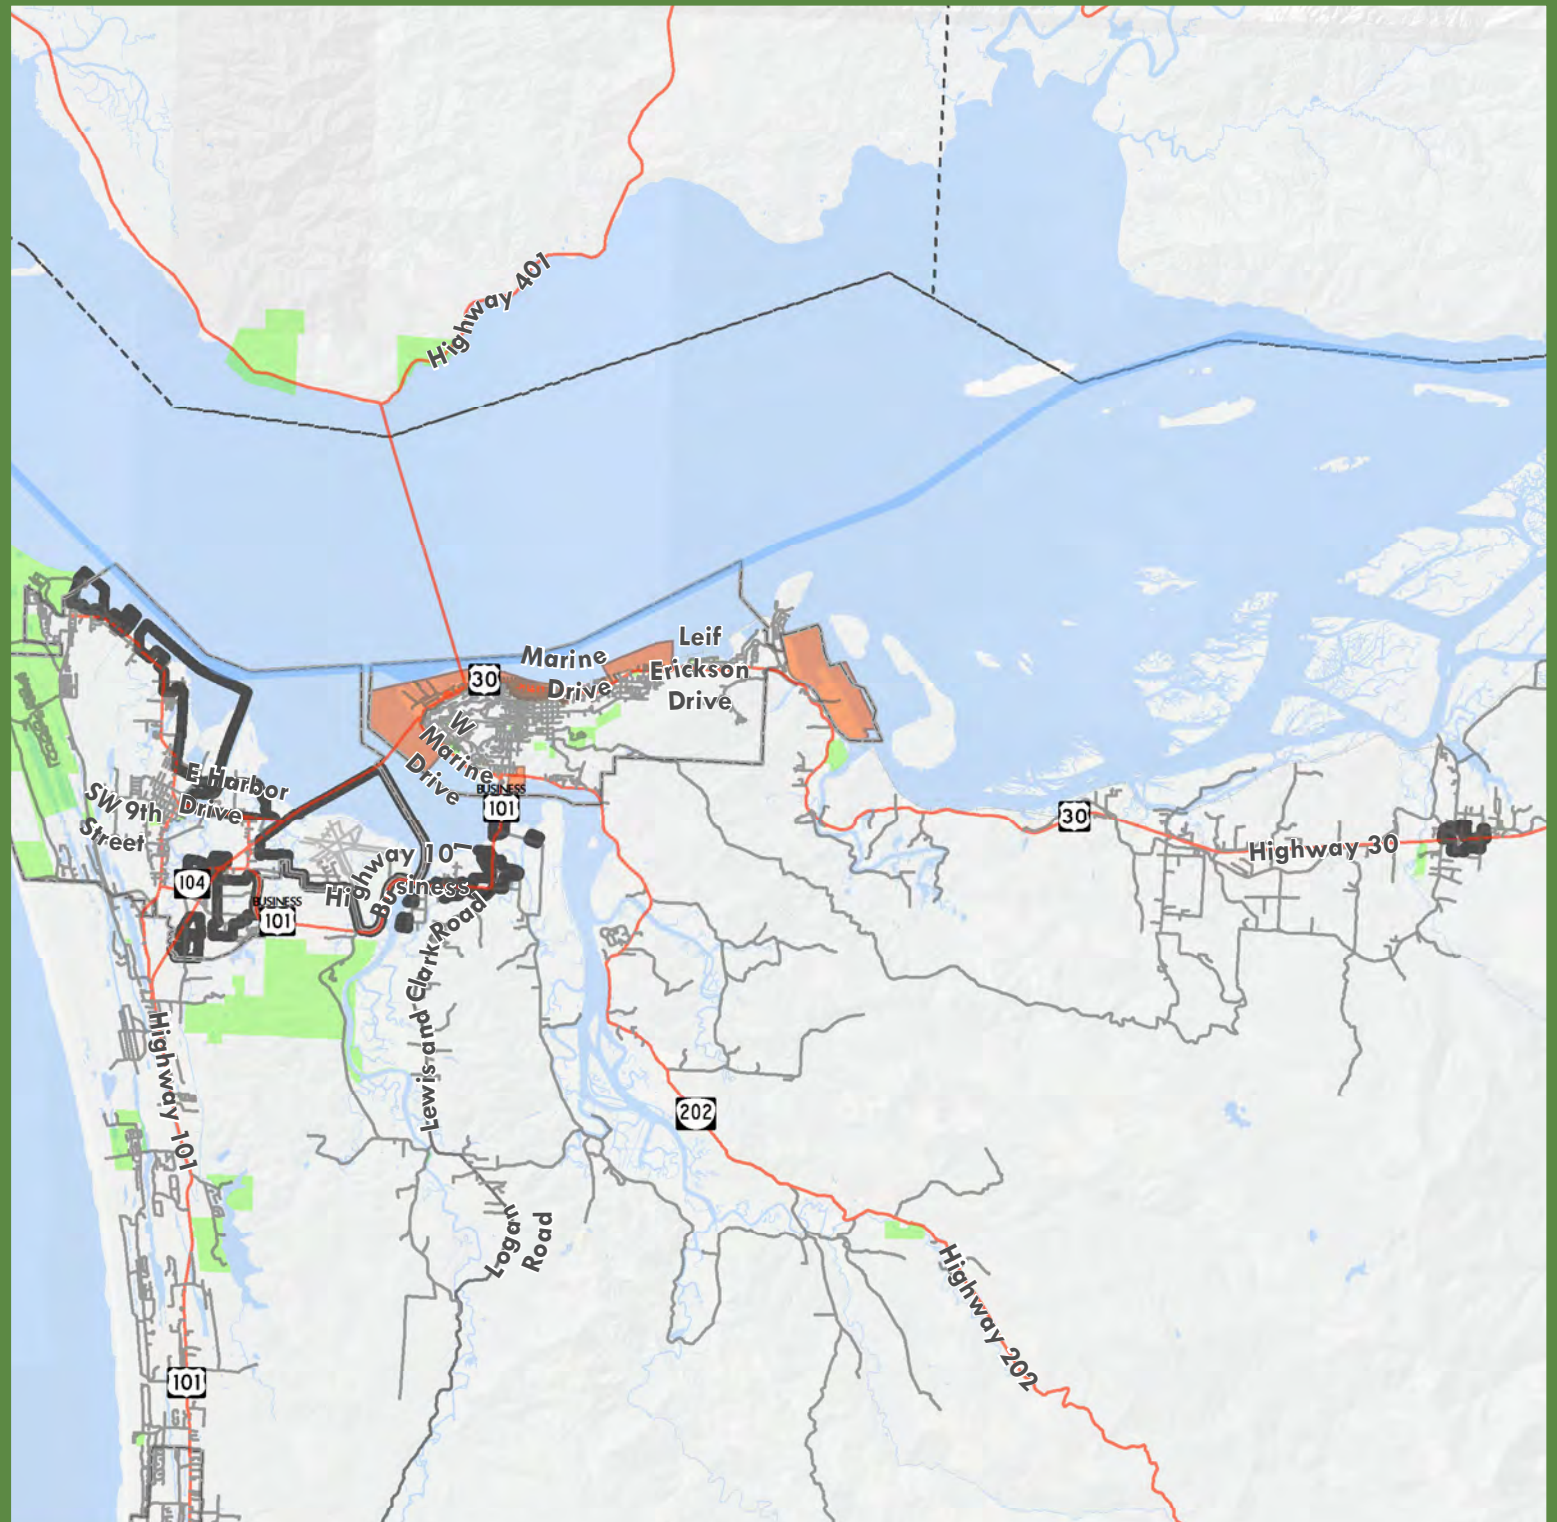 Highway 401
Leif
Erickson
Drive
Marine
Drive
30
W
Marine
Drive
E Harbor
Drive
SW 9th
Street
BUSINESS
101
30
Highway 30
104
Highway 101
Business
BUSINESS
101
Lewis and Clark Road
Highway 101
202
Logan
Road
Highway 202
101